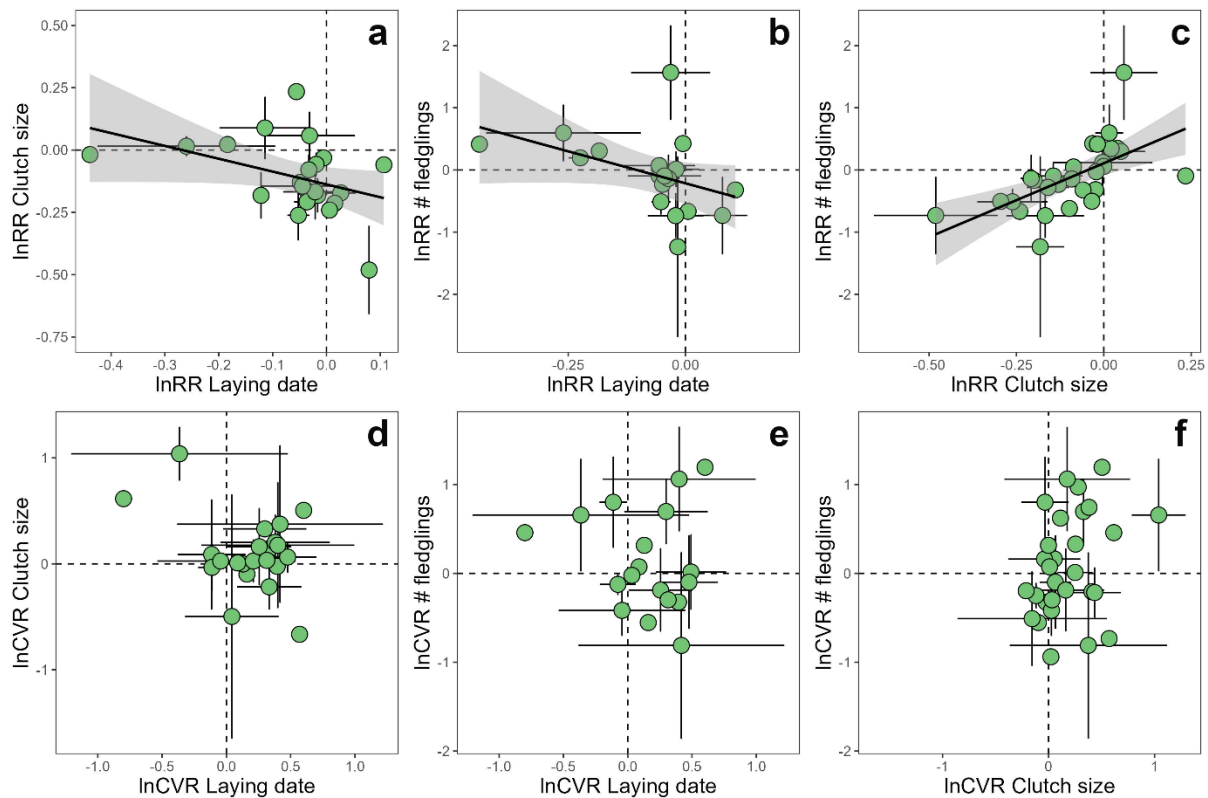 a
0.50
0.25
0.00
-0.25
-0.50
-0.75
lnRR Clutch size
-0.4 -0.3 -0.2 -0.1 0.0 0.1
lnRR Laying date
b
2
1
0
-1
-2
lnRR # fledglings
-0.25 0.00
lnRR Laying date
c
2
1
0
-1
-2
lnRR # fledglings
-0.50 -0.25 0.00 0.25
lnRR Clutch size
d
1
0
-1
lnCVR Clutch size
-1.0 -0.5 0.0 0.5 1.0
lnCVR Laying date
e
1
0
-1
-2
lnCVR # fledglings
-1.0 -0.5 0.0 0.5 1.0
lnCVR Laying date
f
1
0
-1
-2
lnCVR # fledglings
-1 0 1
lnCVR Clutch size